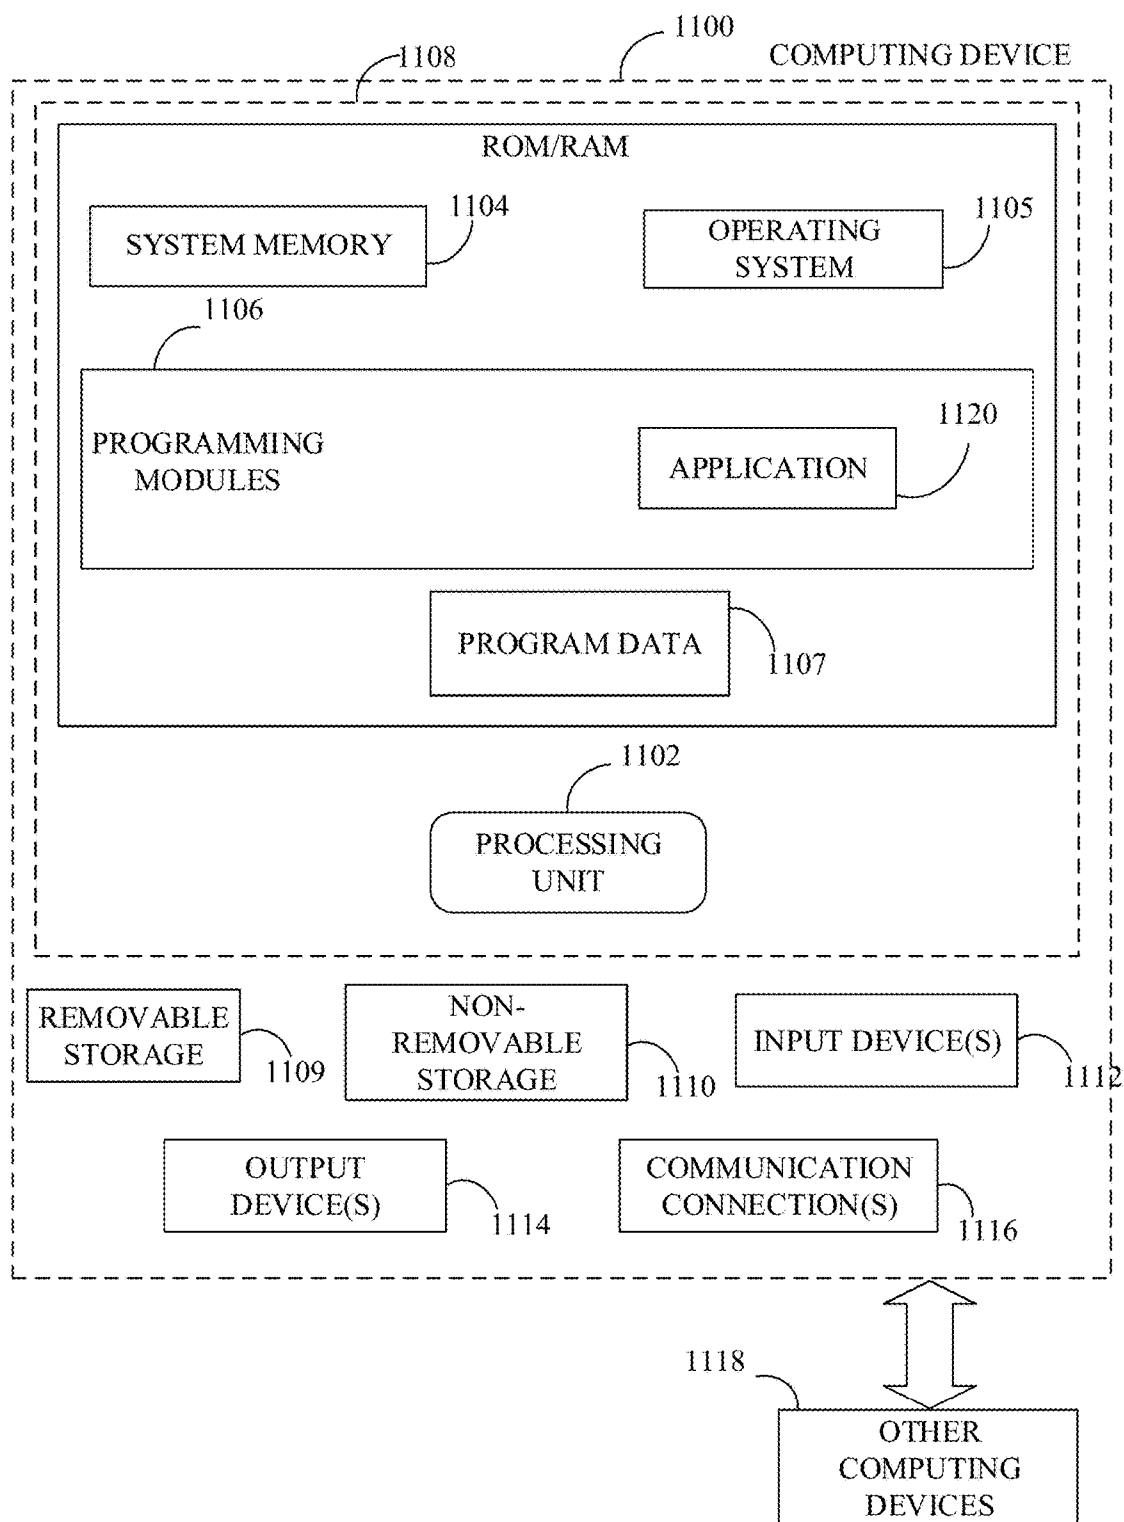 1100
COMPUTING DEVICE
1108
ROM/RAM
1104
SYSTEM MEMORY
1105
OPERATING
SYSTEM
1106
PROGRAMMING
MODULES
1120
APPLICATION
PROGRAM DATA
1107
1102
PROCESSING
UNIT
REMOVABLE
STORAGE
1109
NON-
REMOVABLE
STORAGE
1110
INPUT DEVICE(S)
1112
OUTPUT
DEVICE(S)
1114
COMMUNICATION
CONNECTION(S)
1116
1118
OTHER
COMPUTING
DEVICES